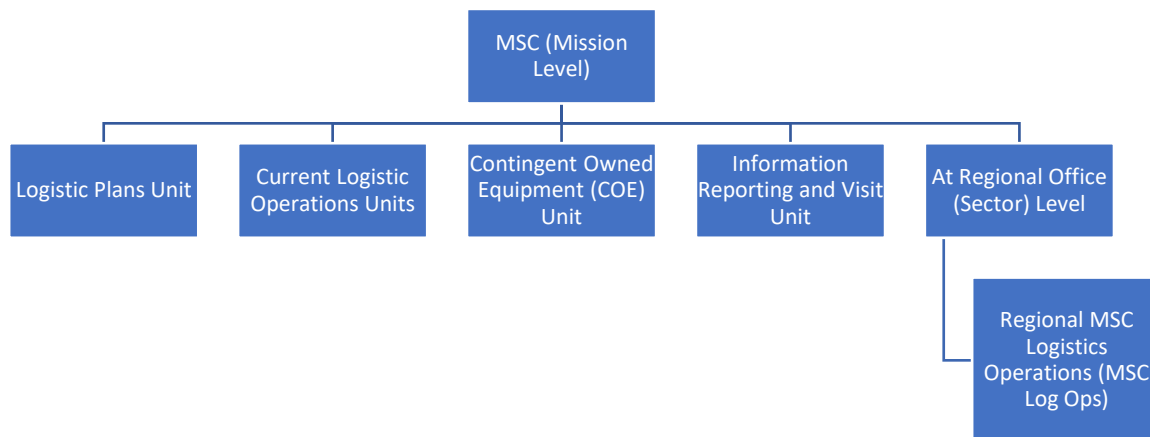 MSC (Mission
Level)
Logistic Plans Unit
Current Logistic
Operations Units
Contingent Owned
Equipment (COE)
Unit
Information
Reporting and Visit
Unit
At Regional Office
(Sector) Level
Regional MSC
Logistics
Operations (MSC
Log Ops)